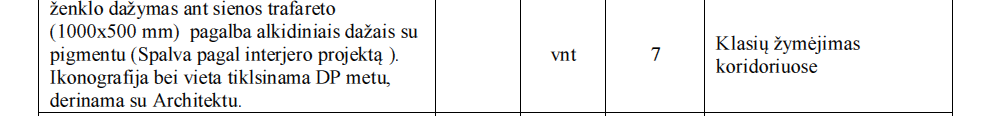 ženklo dažymas ant sienos trafareto
(1000x500 mm) pagalba alkidiniais dažais su
pigmentu (Spalva pagal interjero projektą ).
Ikonografija bei vieta tiklsinama DP metu,
derinama su Architektu.
vnt
7
Klasių žymėjimas
koridoriuose